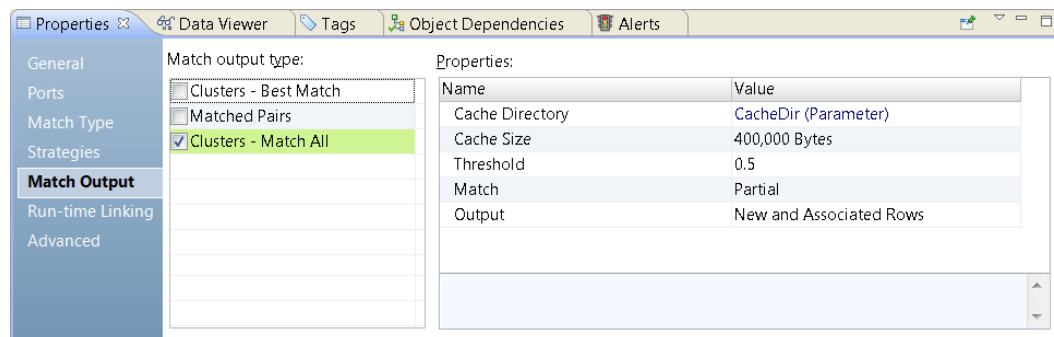 Properties Data Viewer Tags Object Dependencies Alerts
General
Ports
Match Type
Strategies
Match Output
Run-time Linking
Advanced
Match output type:
Clusters - Best Match
Matched Pairs
Clusters - Match All
Properties:
Name Value
Cache Directory CacheDir (Parameter)
Cache Size 400,000 Bytes
Threshold 0.5
Match Partial
Output New and Associated Rows